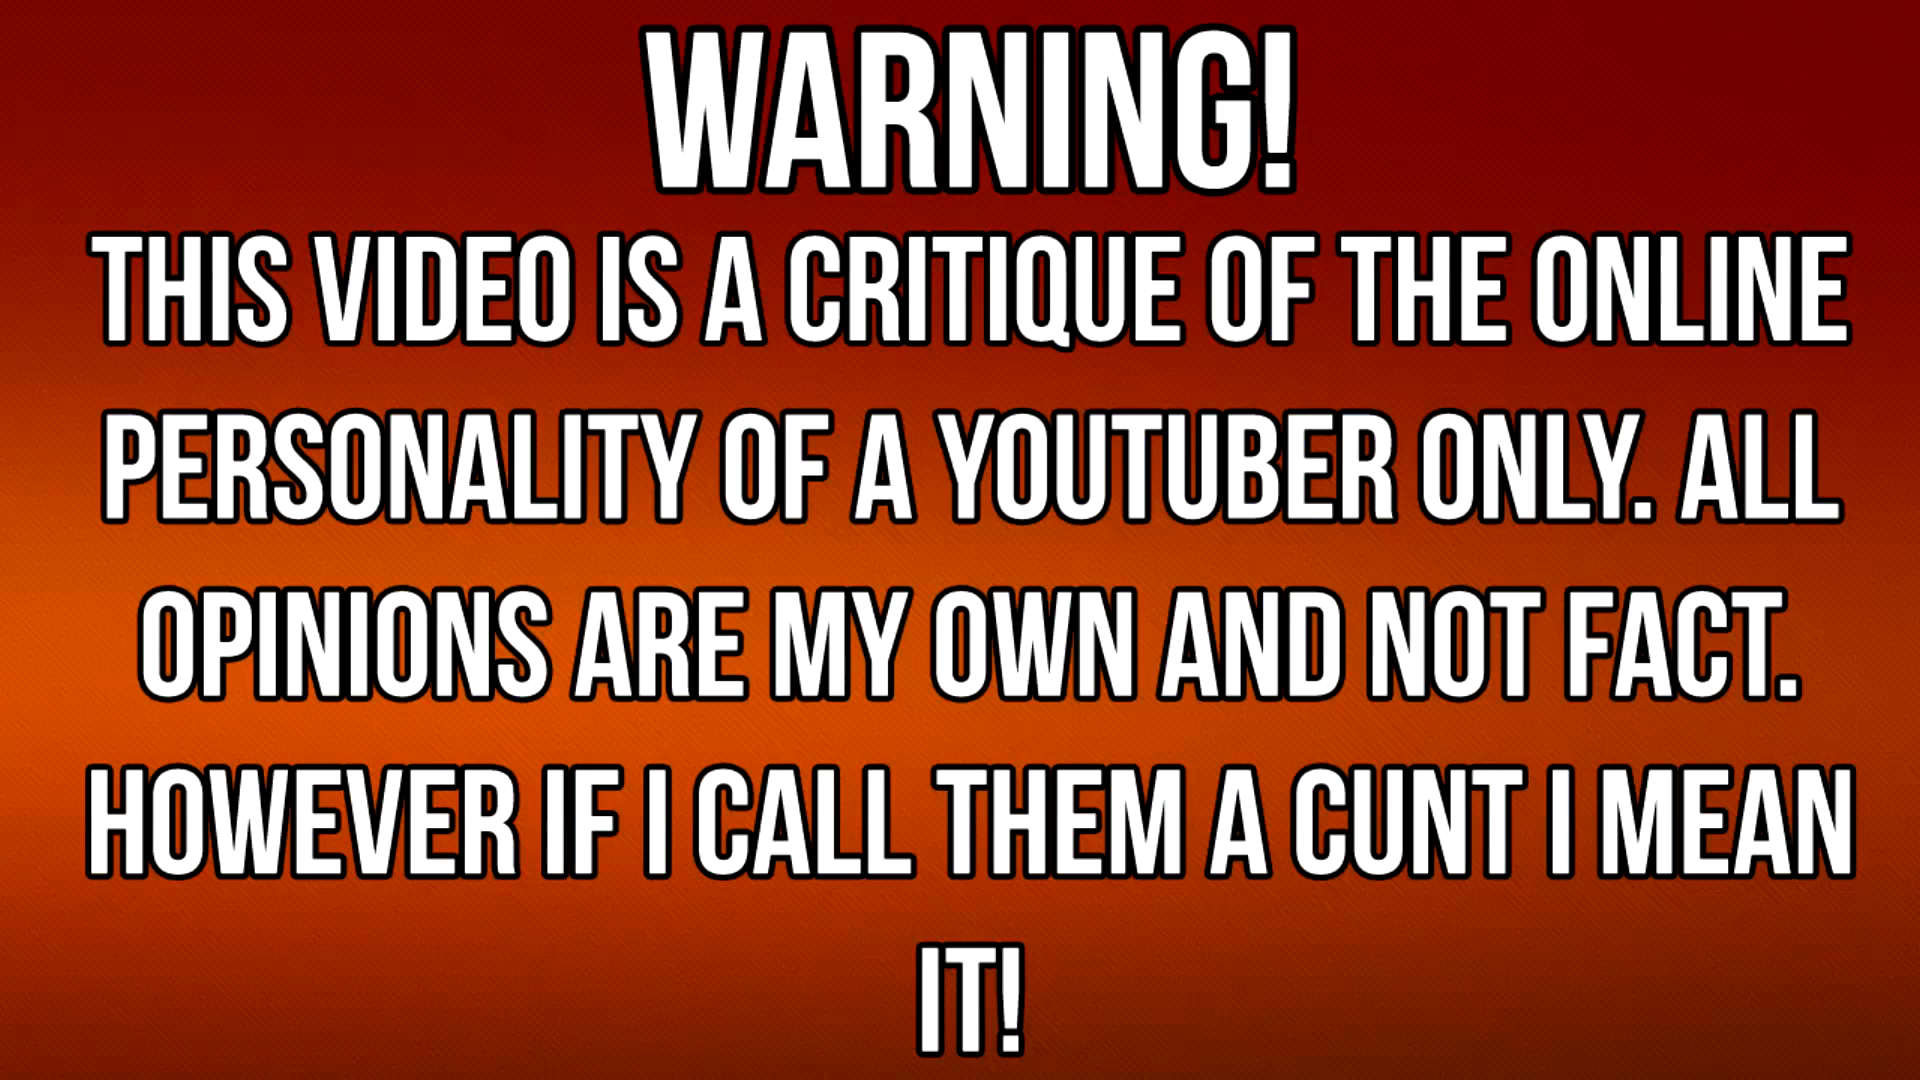 WARNING!
THIS VIDEO IS A CRITIQUE OF THE ONLINE
PERSONALITY OF A YOUTUBER ONLY. ALL
OPINIONS ARE MY OWN AND NOT FACT.
HOWEVER IF I CALL THEM A CUNT I MEAN
IT!